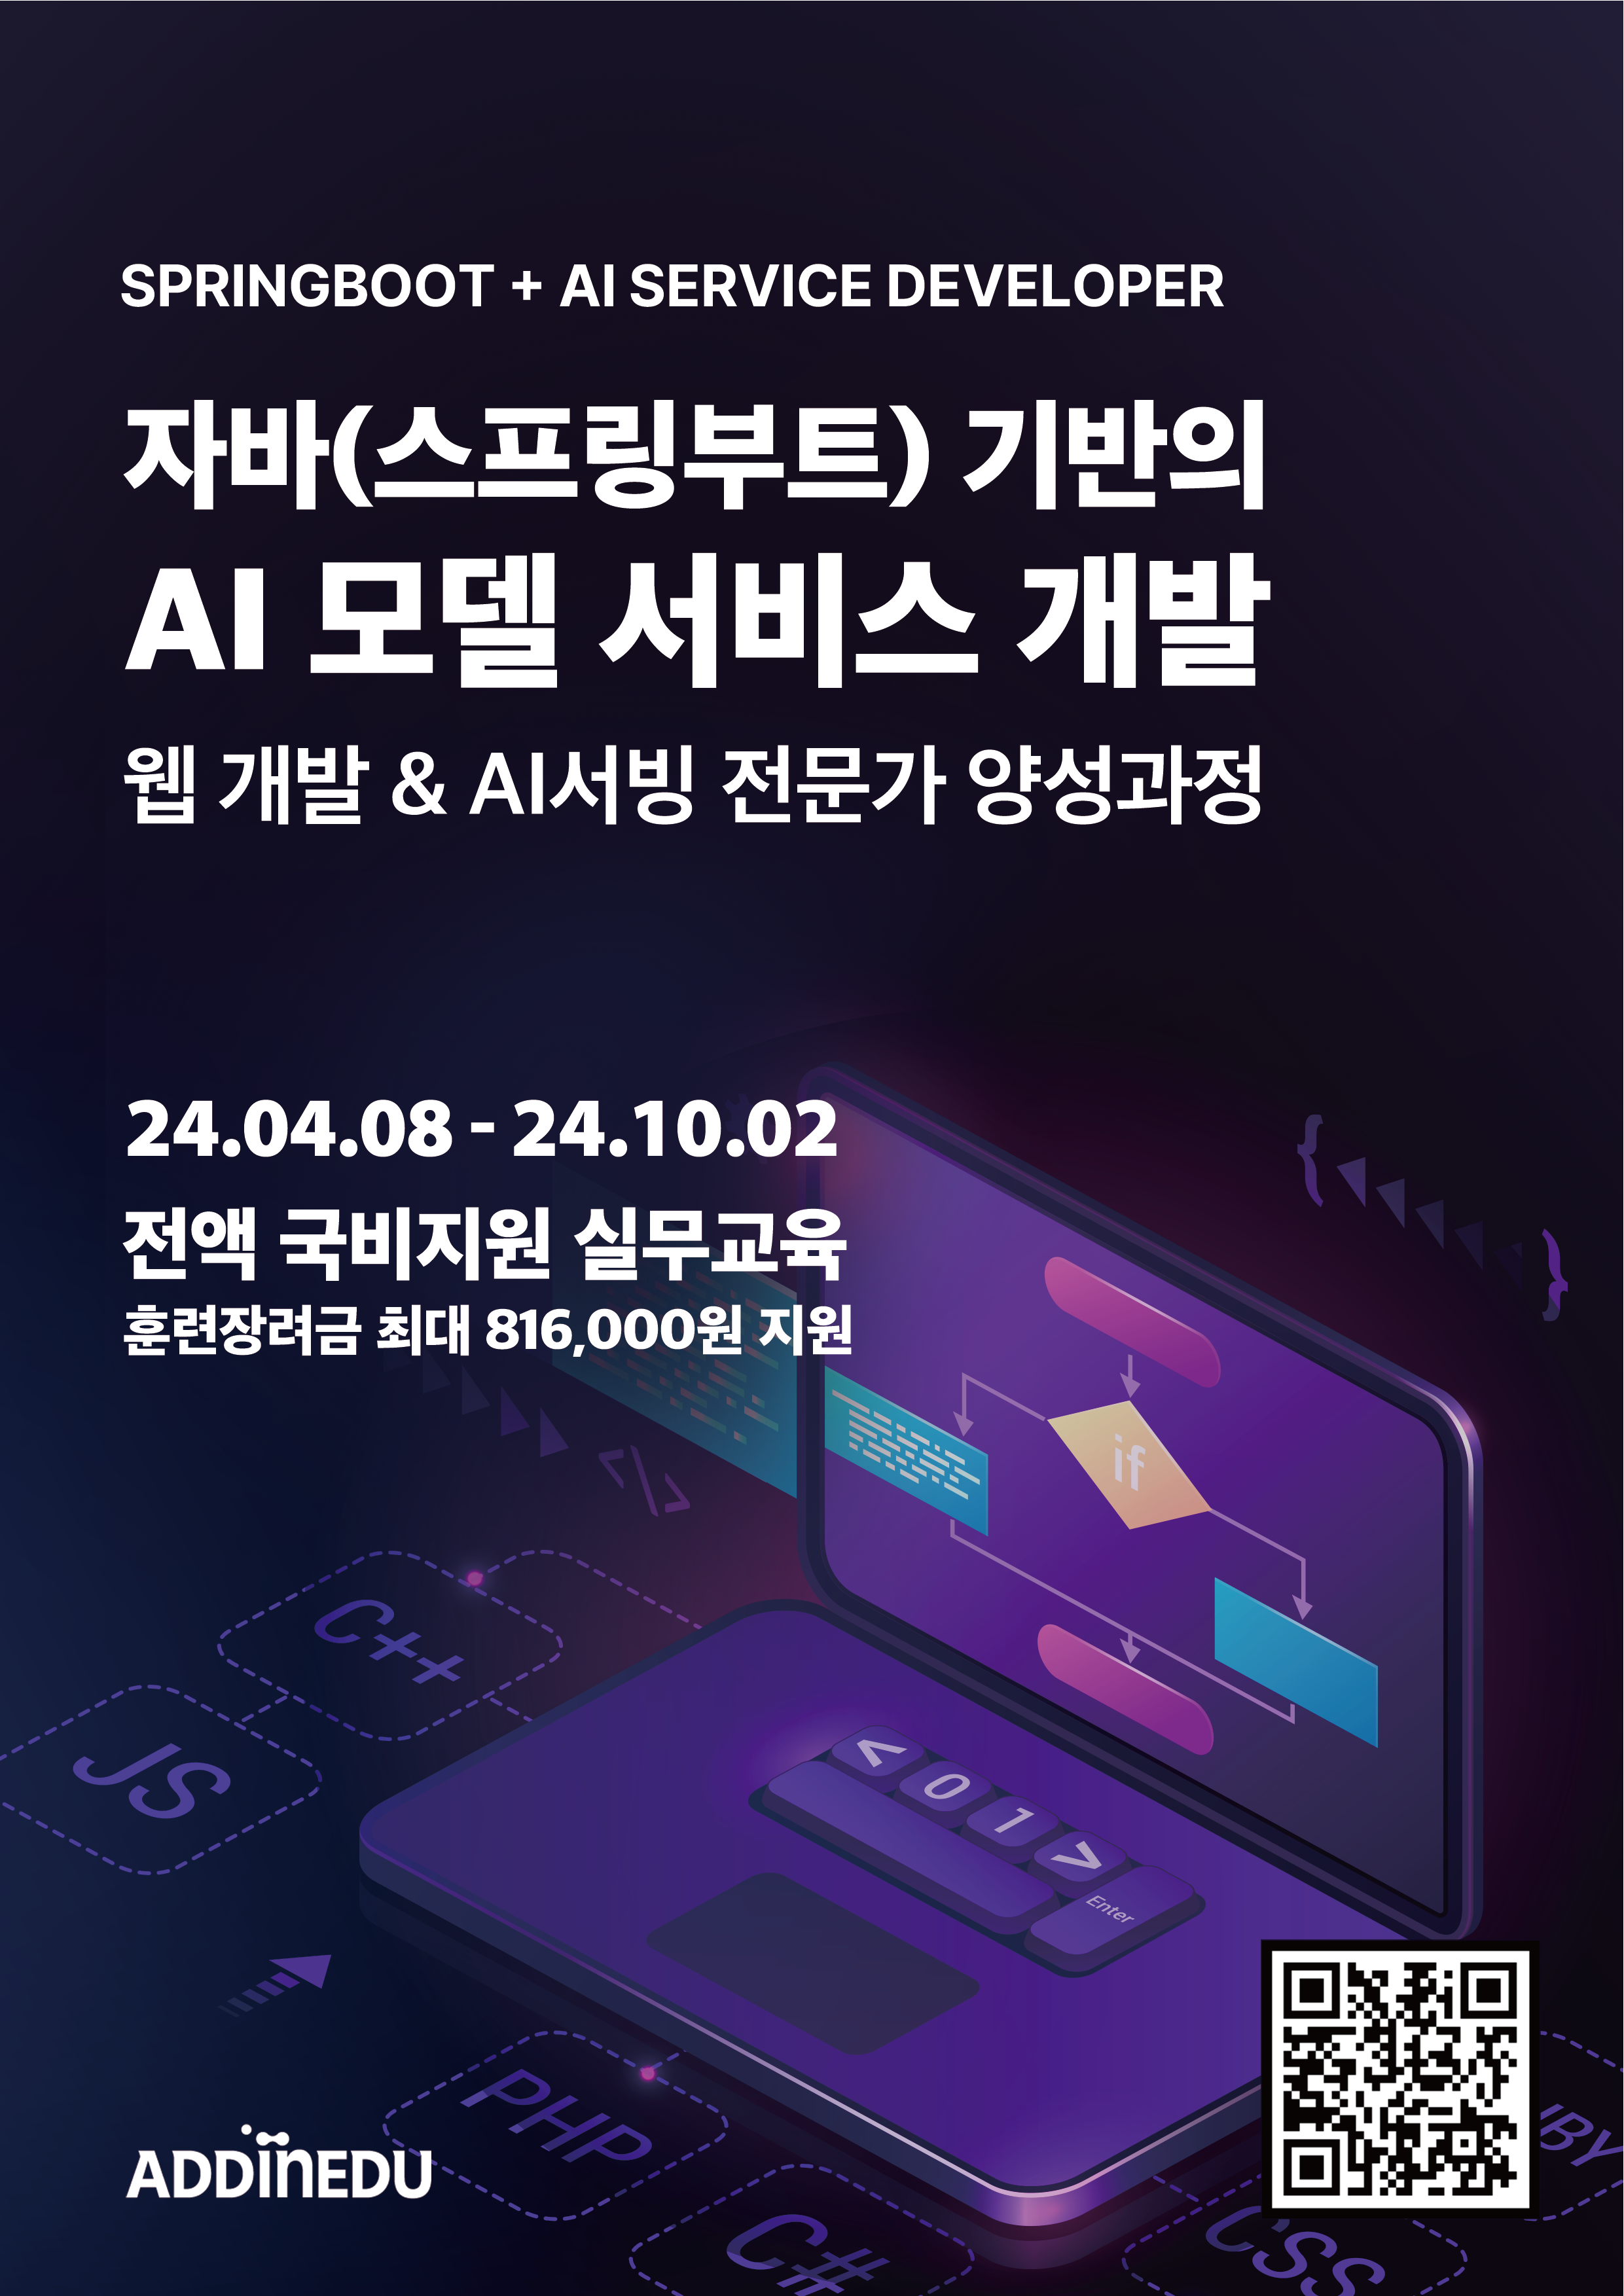 SPRINGBOOT + AI SERVICE DEVELOPER
자바(스프링부트) 기반의
AI 모델 서비스 개발
웹 개발 & AI서빙 전문가 양성과정
24.04.08 - 24.10.02
전액 국비지원 실무교육
훈련장려금 최대 816,000원 지원
{ }
if
</>
C++
JS
< 0 1 >
Enter
PHP
ADDinEDU
C#
CSS